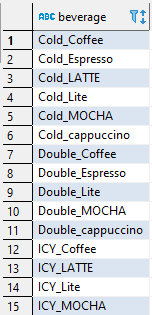 ABC beverage
1 Cold_Coffee
2 Cold_Espresso
3 Cold_LATTE
4 Cold_Lite
5 Cold_MOCHA
6 Cold_cappuccino
7 Double_Coffee
8 Double_Espresso
9 Double_Lite
10 Double_MOCHA
11 Double_cappuccino
12 ICY_Coffee
13 ICY_LATTE
14 ICY_Lite
15 ICY_MOCHA